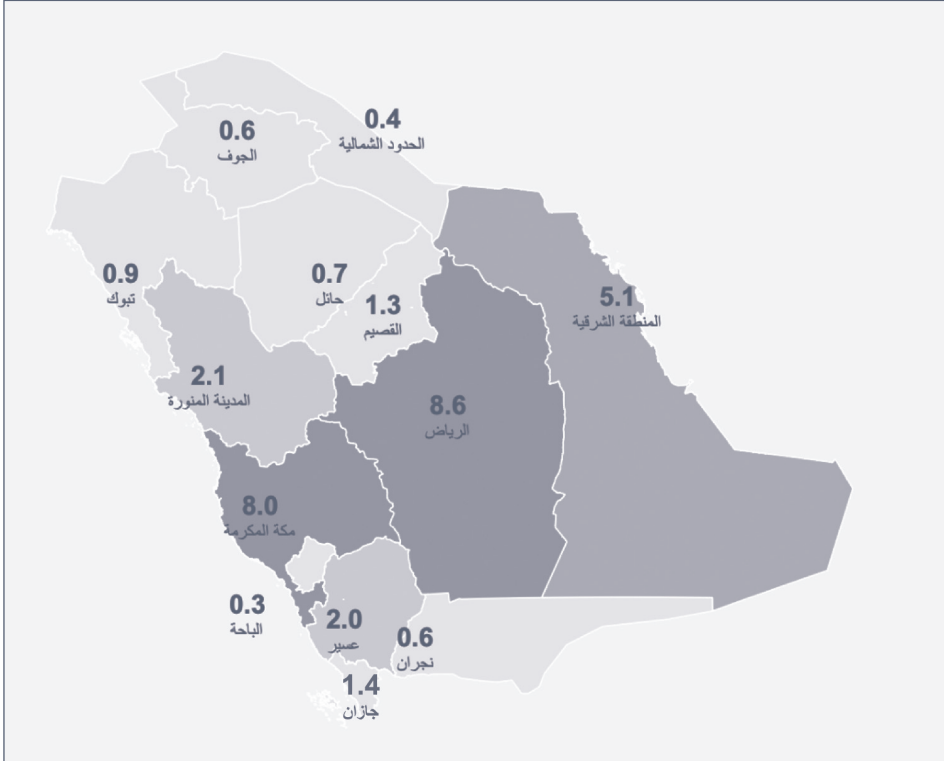 0.4
الحدود الشمالية
0.6
الجوف
0.9
تبوك
0.7
حائل
1.3
القصيم
5.1
المنطقة الشرقية
2.1
المدينة المنورة
8.6
الرياض
8.0
مكة المكرمة
0.3
الباحة
2.0
عسير
0.6
نجران
1.4
جازان